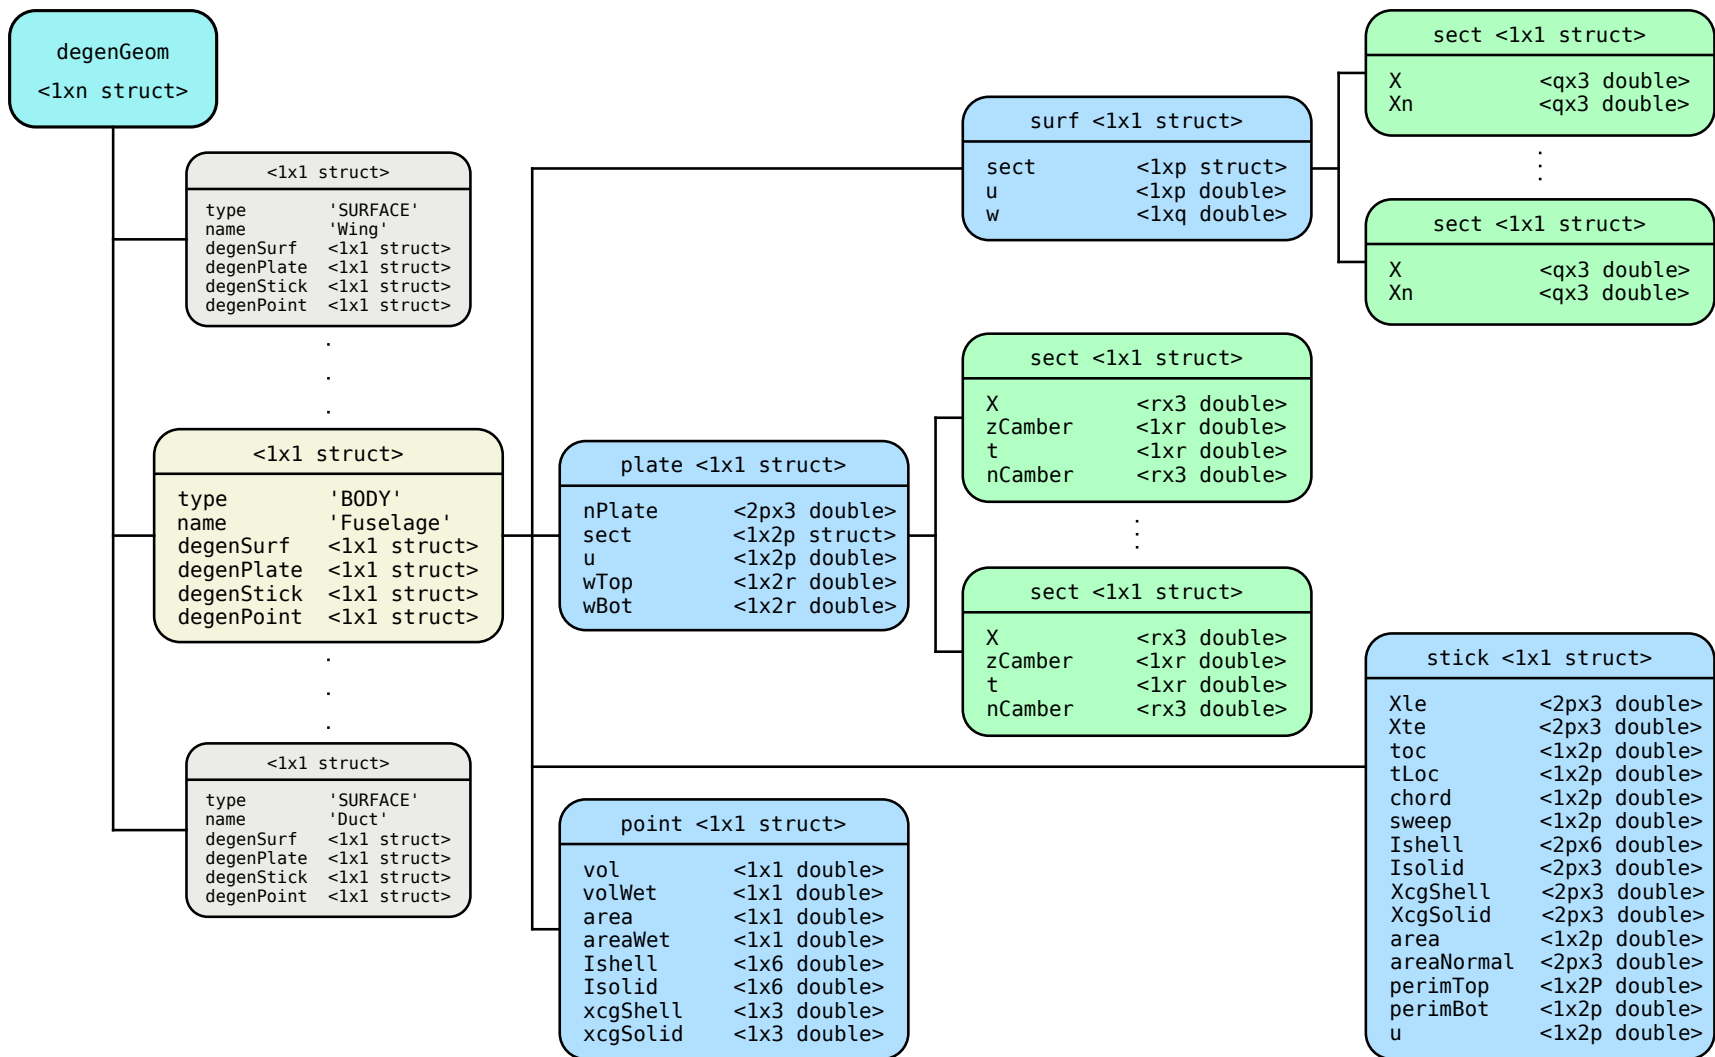 degenGeom
<1xn struct>
<1x1 struct>
type 'SURFACE'
name 'Wing'
degenSurf <1x1 struct>
degenPlate <1x1 struct>
degenStick <1x1 struct>
degenPoint <1x1 struct>
<1x1 struct>
type 'BODY'
name 'Fuselage'
degenSurf <1x1 struct>
degenPlate <1x1 struct>
degenStick <1x1 struct>
degenPoint <1x1 struct>
<1x1 struct>
type 'SURFACE'
name 'Duct'
degenSurf <1x1 struct>
degenPlate <1x1 struct>
degenStick <1x1 struct>
degenPoint <1x1 struct>
surf <1x1 struct>
sect <1xp struct>
u <1xp double>
w <1xq double>
sect <1x1 struct>
X <qx3 double>
Xn <qx3 double>
sect <1x1 struct>
X <qx3 double>
Xn <qx3 double>
plate <1x1 struct>
nPlate <2px3 double>
sect <1x2p struct>
u <1x2p double>
wTop <1x2r double>
wBot <1x2r double>
sect <1x1 struct>
X <rx3 double>
zCamber <1xr double>
t <1xr double>
nCamber <rx3 double>
sect <1x1 struct>
X <rx3 double>
zCamber <1xr double>
t <1xr double>
nCamber <rx3 double>
stick <1x1 struct>
Xle <2px3 double>
Xte <2px3 double>
toc <1x2p double>
tLoc <1x2p double>
chord <1x2p double>
sweep <1x2p double>
Ishell <2px6 double>
Isolid <2px3 double>
XcgShell <2px3 double>
XcgSolid <2px3 double>
area <1x2p double>
areaNormal <2px3 double>
perimTop <1x2P double>
perimBot <1x2p double>
u <1x2p double>
point <1x1 struct>
vol <1x1 double>
volWet <1x1 double>
area <1x1 double>
areaWet <1x1 double>
Ishell <1x6 double>
Isolid <1x6 double>
xcgShell <1x3 double>
xcgSolid <1x3 double>